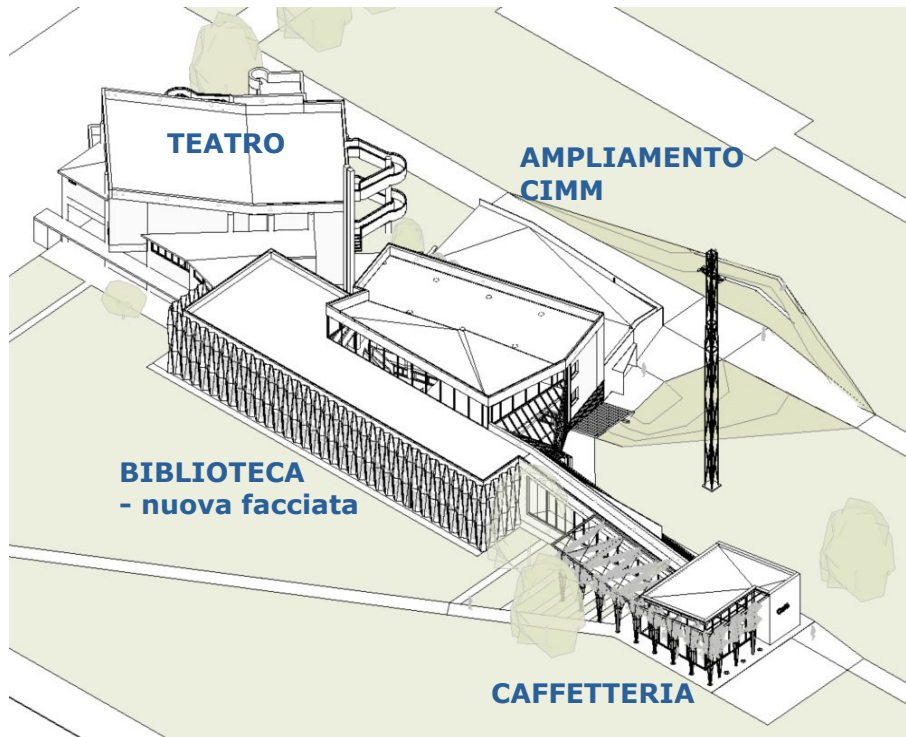 TEATRO
AMPLIAMENTO
CIMM
BIBLIOTECA
- nuova facciata
CAFFETTERIA